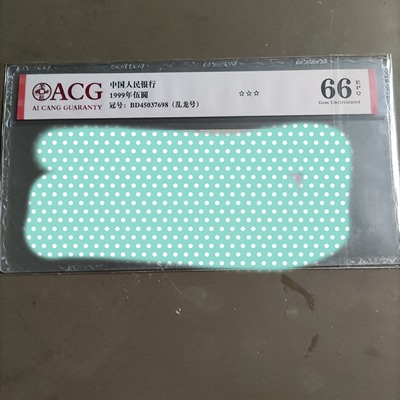 ACG
AI CANG GUARANTY
中国人民银行
1999年伍圆
冠号：BD45037698（乱龙号）
☆☆☆
66 EPQ
Gem Uncirculated